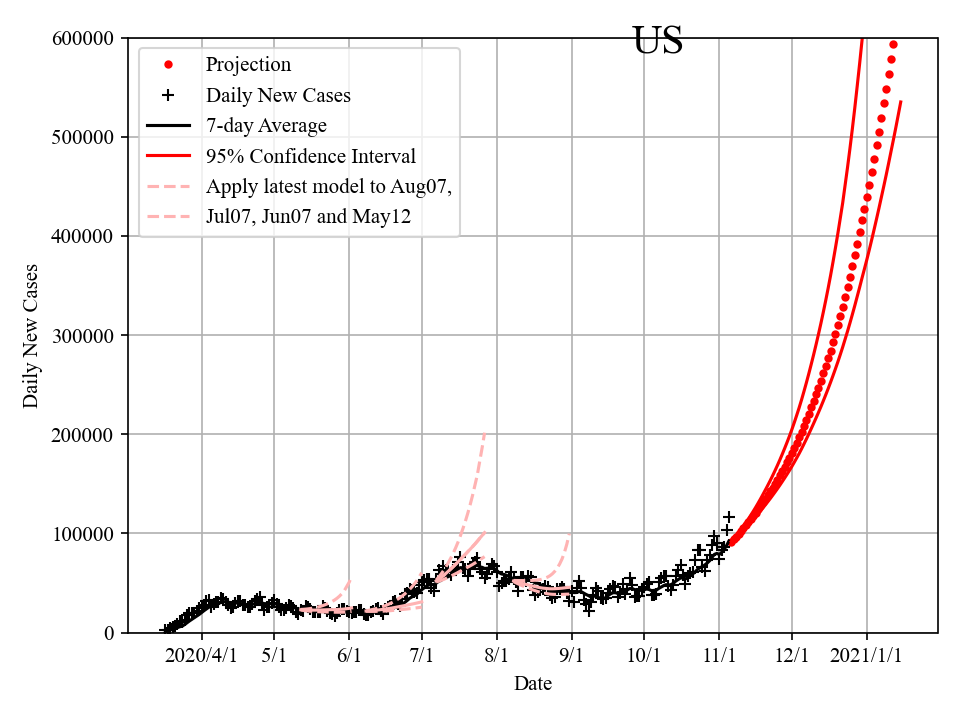 US
600000
500000
400000
300000
200000
100000
0
Projection
Daily New Cases
7-day Average
95% Confidence Interval
Apply latest model to Aug07,
Jul07, Jun07 and May12
Daily New Cases
2020/4/1 5/1 6/1 7/1 8/1 9/1 10/1 11/1 12/1 2021/1/1
Date